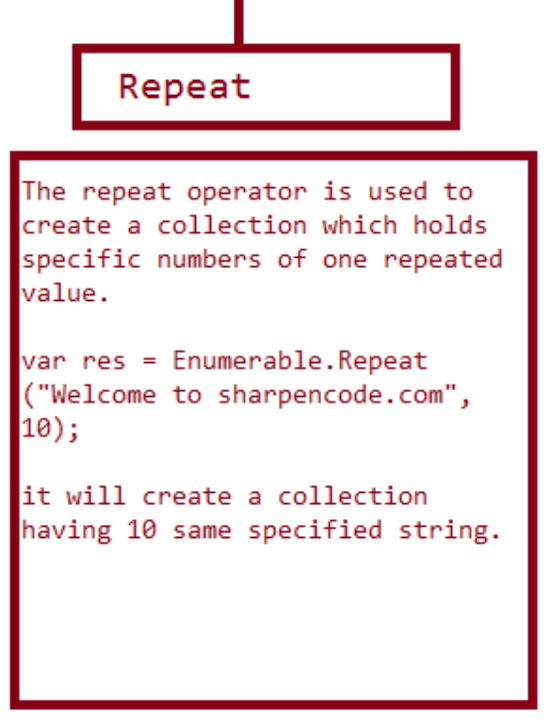 Repeat
The repeat operator is used to
create a collection which holds
specific numbers of one repeated
value.
var res = Enumerable.Repeat
("Welcome to sharpencode.com",
10);
it will create a collection
having 10 same specified string.